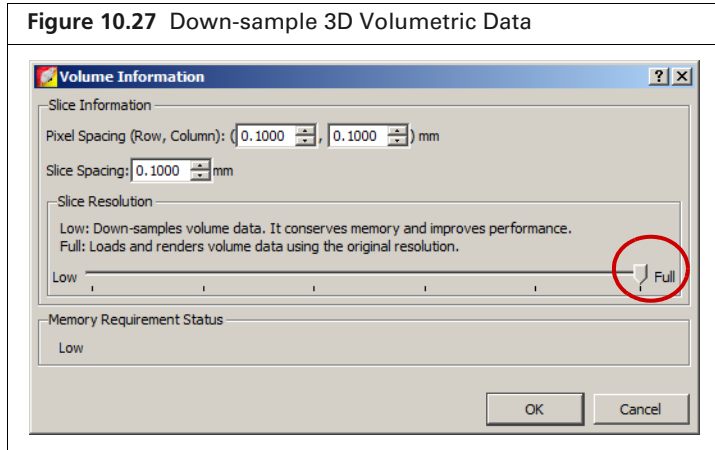 Figure 10.27 Down-sample 3D Volumetric Data
Volume Information
Slice Information
Pixel Spacing (Row, Column): ( 0.1000 , 0.1000 ) mm
Slice Spacing: 0.1000 mm
Slice Resolution
Low: Down-samples volume data. It conserves memory and improves performance.
Full: Loads and renders volume data using the original resolution.
Low Full
Memory Requirement Status
Low
OK Cancel